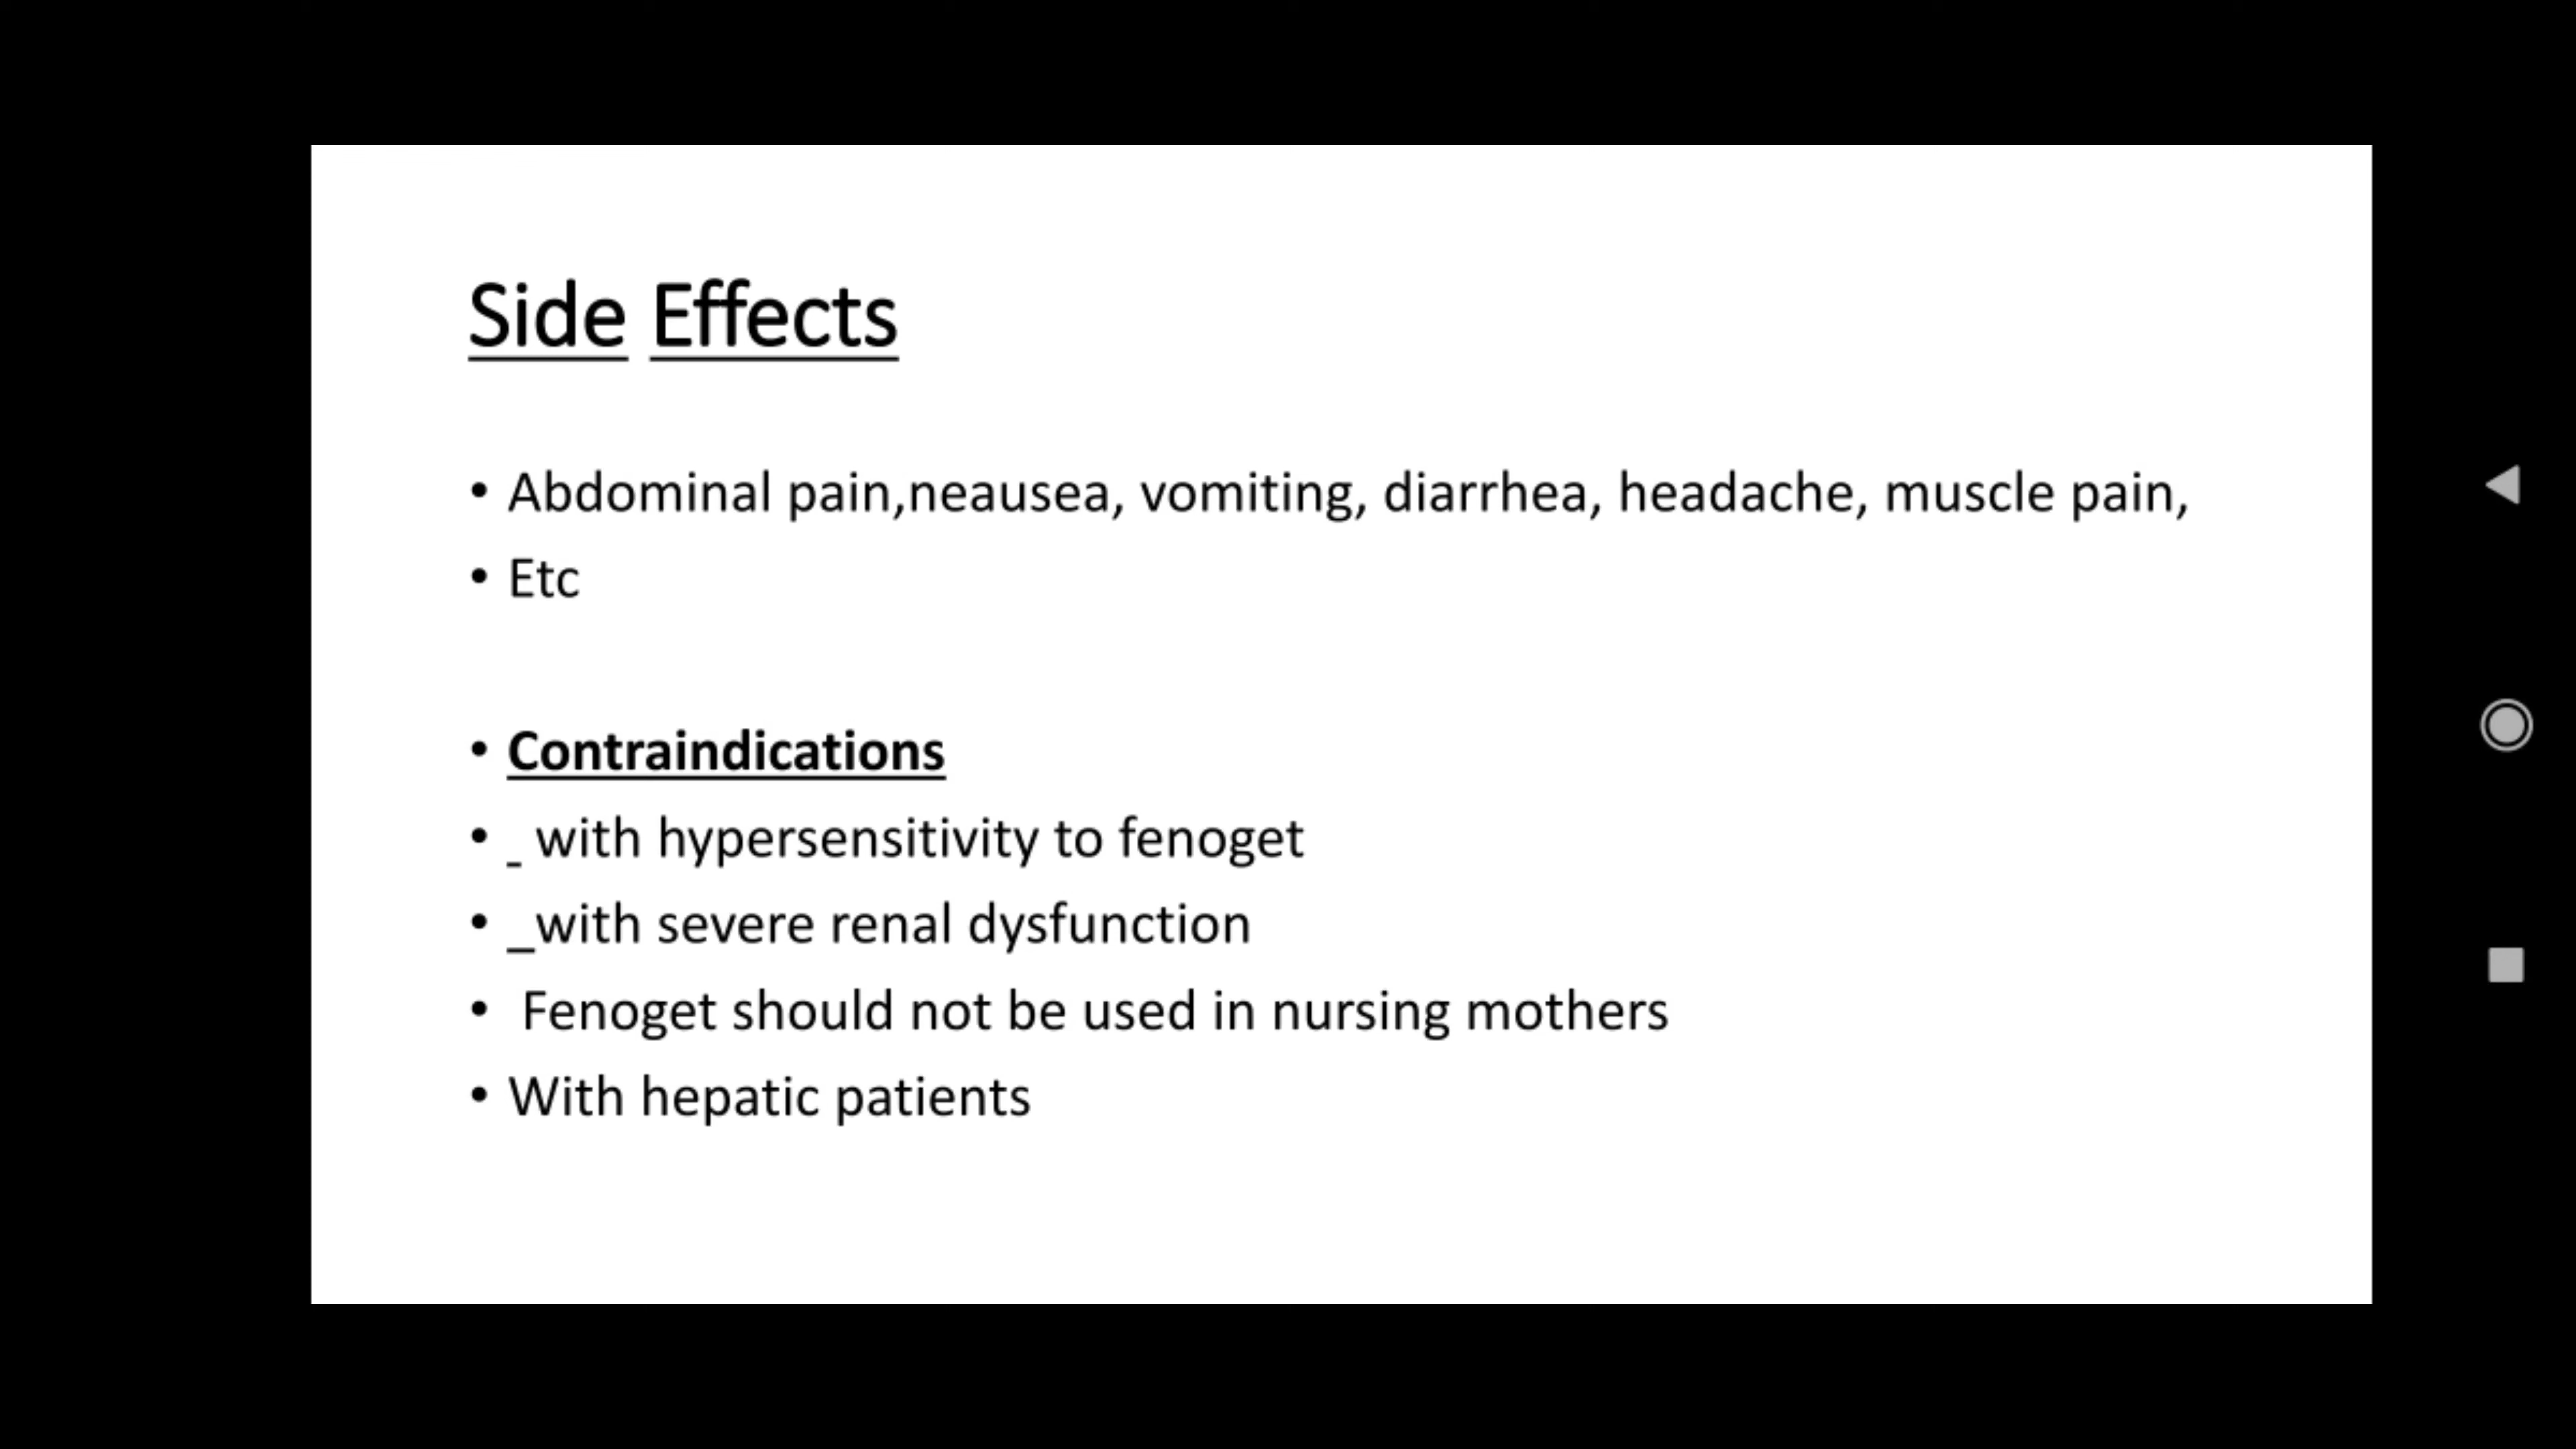 Side Effects
• Abdominal pain,neausea, vomiting, diarrhea, headache, muscle pain,
• Etc
• Contraindications
• _ with hypersensitivity to fenoget
• _with severe renal dysfunction
• Fenoget should not be used in nursing mothers
• With hepatic patients